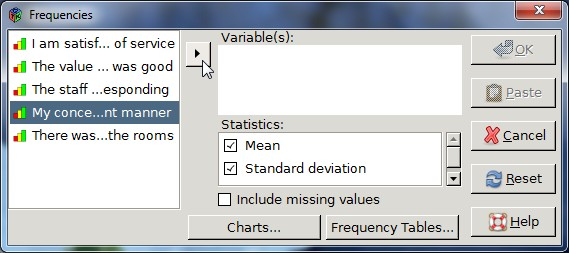 Frequencies
I am satisf... of service
The value ... was good
The staff ...esponding
My conce...nt manner
There was...the rooms
Variable(s):
Statistics:
Mean
Standard deviation
Include missing values
Charts...
Frequency Tables...
OK
Paste
Cancel
Reset
Help